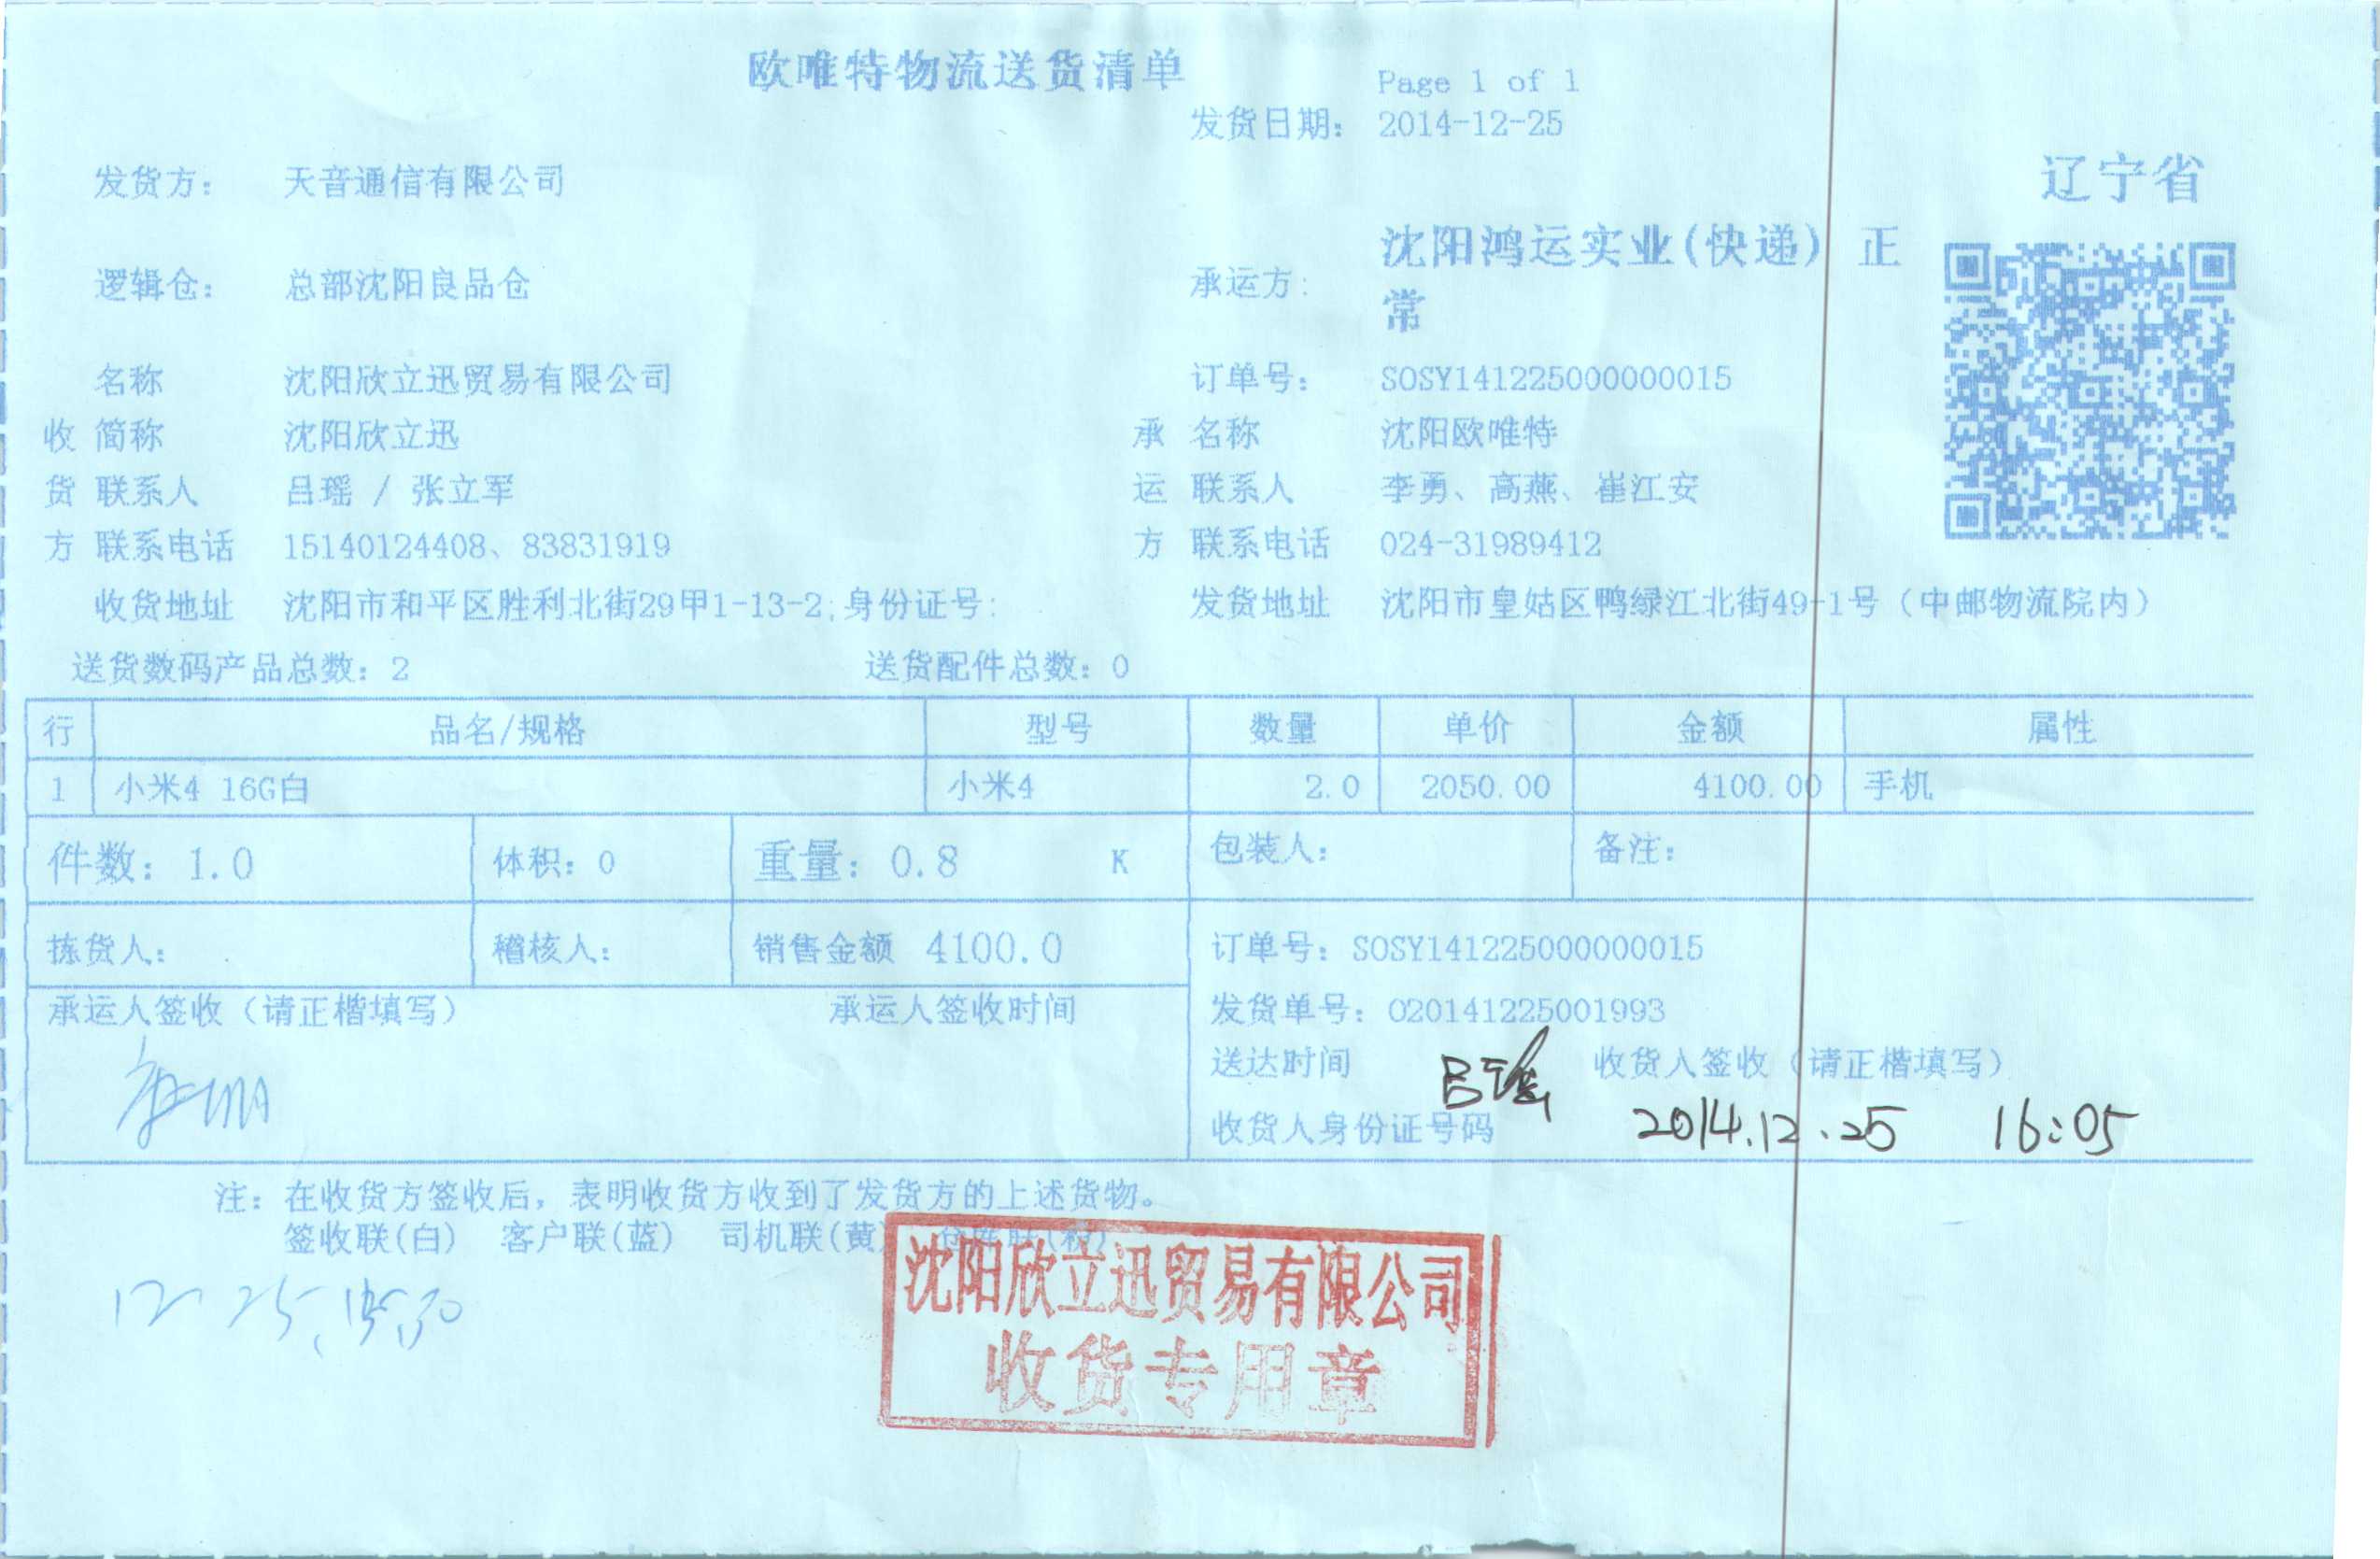 欧唯特物流送货清单
Page 1 of 1
发货日期: 2014-12-25
辽宁省
发货方: 天音通信有限公司
逻辑仓: 总部沈阳良品仓
承运方: 沈阳鸿运实业(快递) 正常
名称 沈阳欣立迅贸易有限公司
订单号: SOSY141225000000015
收 简称 沈阳欣立迅
承 名称 沈阳欧唯特
货 联系人 吕瑶 / 张立军
运 联系人 李勇、高燕、崔江安
方 联系电话 15140124408、83831919
方 联系电话 024-31989412
收货地址 沈阳市和平区胜利北街29甲1-13-2;身份证号:
发货地址 沈阳市皇姑区鸭绿江北街49-1号（中邮物流院内）
送货数码产品总数: 2 送货配件总数: 0
行 品名/规格 型号 数量 单价 金额 属性
1 小米4 16G白 小米4 2.0 2050.00 4100.00 手机
件数: 1.0 体积: 0 重量: 0.8 K 包装人: 备注:
拣货人: 稽核人: 销售金额 4100.0 订单号: SOSY141225000000015
承运人签收（请正楷填写） 承运人签收时间
发货单号: O20141225001993
送达时间 吕瑶 收货人签收（请正楷填写）
收货人身份证号码 2014.12.25 16:05
注: 在收货方签收后, 表明收货方收到了发货方的上述货物。
签收联(白) 客户联(蓝) 司机联(黄)
沈阳欣立迅贸易有限公司
收货专用章